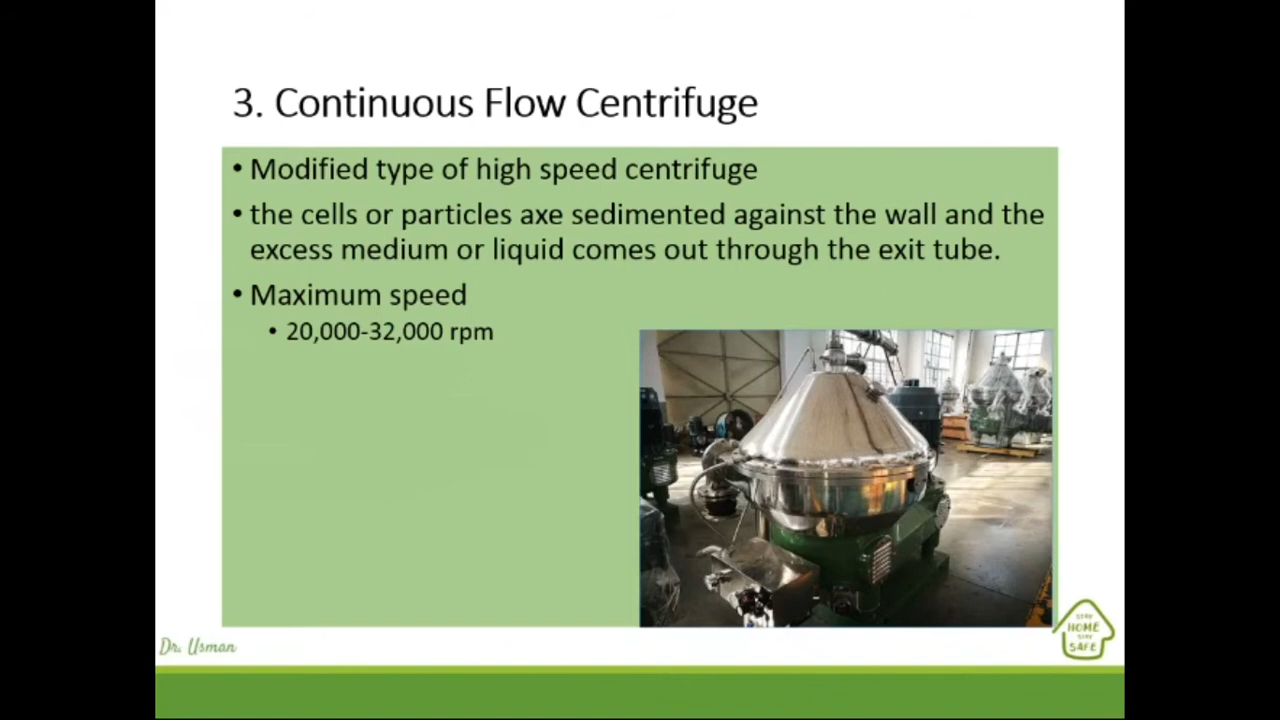 3. Continuous Flow Centrifuge
• Modified type of high speed centrifuge
• the cells or particles axe sedimented against the wall and the
excess medium or liquid comes out through the exit tube.
• Maximum speed
• 20,000-32,000 rpm
Dr. Usman
STAY
HOME
STAY
SAFE